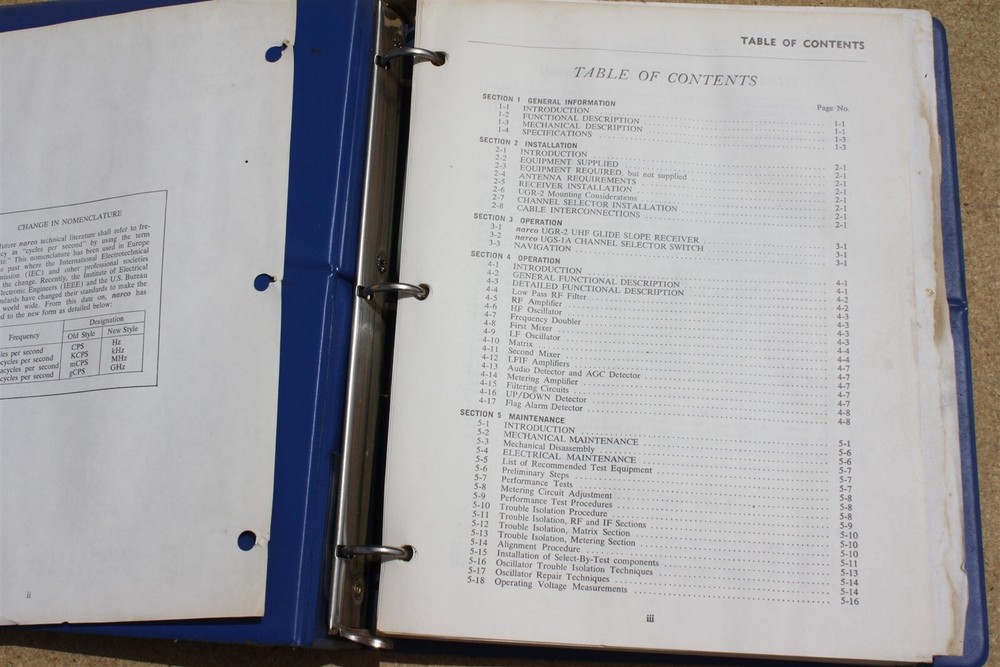 CHANGE IN NOMENCLATURE
future narco technical literature shall refer to fre-
cy in "cycles per second" by using the term
This nomenclature has been used in Europe
past where the International Electrotechnical
mission (IEC) and other professional societies
the change. Recently, the Institute of Electrical
lectronic Engineers (IEEE) and the U.S. Bureau
ndards have changed their standards to make the
world wide. From this date on, narco has
d to the new form as detailed below:
Designation
Frequency Old Style New Style
les per second CPS Hz
cycles per second KCPS kHz
acycles per second mCPS MHz
cycles per second gCPS GHz
ii
TABLE OF CONTENTS
TABLE OF CONTENTS
Page No.
SECTION 1 GENERAL INFORMATION
1-1 INTRODUCTION 1-1
1-2 FUNCTIONAL DESCRIPTION 1-1
1-3 MECHANICAL DESCRIPTION 1-3
1-4 SPECIFICATIONS 1-3
SECTION 2 INSTALLATION
2-1 INTRODUCTION 2-1
2-2 EQUIPMENT SUPPLIED 2-1
2-3 EQUIPMENT REQUIRED, but not supplied 2-1
2-4 ANTENNA REQUIREMENTS 2-1
2-5 RECEIVER INSTALLATION 2-1
2-6 UGR-2 Mounting Considerations 2-1
2-7 CHANNEL SELECTOR INSTALLATION 2-1
2-8 CABLE INTERCONNECTIONS 2-1
SECTION 3 OPERATION
3-1 narco UGR-2 UHF GLIDE SLOPE RECEIVER 3-1
3-2 narco UGS-1A CHANNEL SELECTOR SWITCH 3-1
3-3 NAVIGATION 3-1
SECTION 4 OPERATION
4-1 INTRODUCTION 4-1
4-2 GENERAL FUNCTIONAL DESCRIPTION 4-1
4-3 DETAILED FUNCTIONAL DESCRIPTION 4-2
4-4 Low Pass RF Filter 4-2
4-5 RF Amplifier 4-3
4-6 HF Oscillator 4-3
4-7 Frequency Doubler 4-3
4-8 First Mixer 4-3
4-9 LF Oscillator 4-4
4-10 Matrix 4-4
4-11 Second Mixer 4-7
4-12 LFIF Amplifiers 4-7
4-13 Audio Detector and AGC Detector 4-7
4-14 Metering Amplifier 4-7
4-15 Filtering Circuits 4-7
4-16 UP/DOWN Detector 4-8
4-17 Flag Alarm Detector 4-8
SECTION 5 MAINTENANCE
5-1 INTRODUCTION 5-1
5-2 MECHANICAL MAINTENANCE 5-6
5-3 Mechanical Disassembly 5-6
5-4 ELECTRICAL MAINTENANCE 5-7
5-5 List of Recommended Test Equipment 5-7
5-6 Preliminary Steps 5-7
5-7 Performance Tests 5-8
5-8 Metering Circuit Adjustment 5-8
5-9 Performance Test Procedures 5-8
5-10 Trouble Isolation Procedure 5-9
5-11 Trouble Isolation, RF and IF Sections 5-10
5-12 Trouble Isolation, Matrix Section 5-10
5-13 Trouble Isolation, Metering Section 5-10
5-14 Alignment Procedure 5-11
5-15 Installation of Select-By-Test components 5-13
5-16 Oscillator Trouble Isolation Techniques 5-14
5-17 Oscillator Repair Techniques 5-14
5-18 Operating Voltage Measurements 5-16
iii